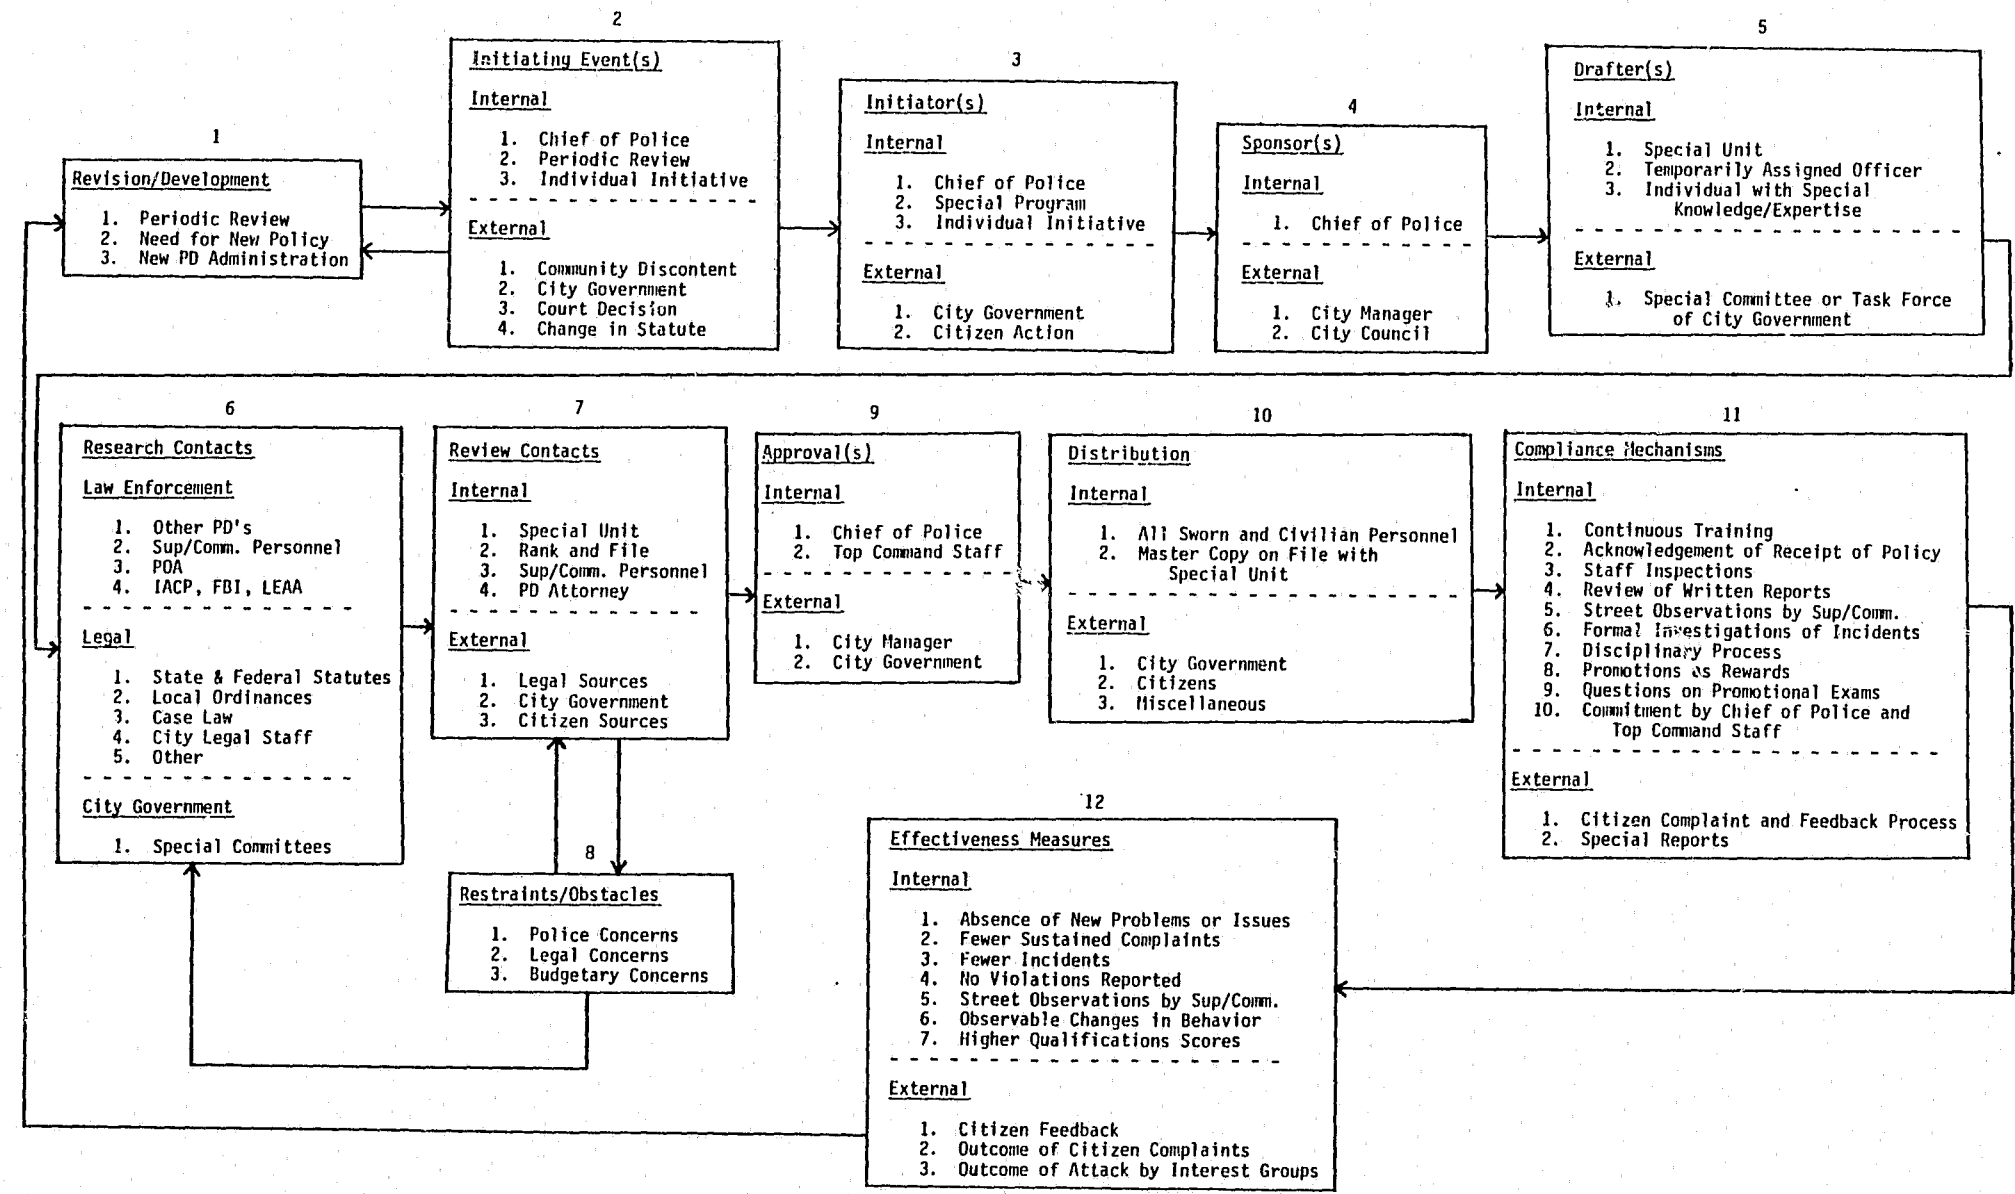 1
Revision/Development
1. Periodic Review
2. Need for New Policy
3. New PD Administration
2
Initiating Event(s)
Internal
1. Chief of Police
2. Periodic Review
3. Individual Initiative
External
1. Community Discontent
2. City Government
3. Court Decision
4. Change in Statute
3
Initiator(s)
Internal
1. Chief of Police
2. Special Program
3. Individual Initiative
External
1. City Government
2. Citizen Action
4
Sponsor(s)
Internal
1. Chief of Police
External
1. City Manager
2. City Council
5
Drafter(s)
Internal
1. Special Unit
2. Temporarily Assigned Officer
3. Individual with Special
Knowledge/Expertise
External
1. Special Committee or Task Force
of City Government
6
Research Contacts
Law Enforcement
1. Other PD's
2. Sup/Comm. Personnel
3. POA
4. IACP, FBI, LEAA
Legal
1. State & Federal Statutes
2. Local Ordinances
3. Case Law
4. City Legal Staff
5. Other
City Government
1. Special Committees
7
Review Contacts
Internal
1. Special Unit
2. Rank and File
3. Sup/Comm. Personnel
4. PD Attorney
External
1. Legal Sources
2. City Government
3. Citizen Sources
8
Restraints/Obstacles
1. Police Concerns
2. Legal Concerns
3. Budgetary Concerns
9
Approval(s)
Internal
1. Chief of Police
2. Top Command Staff
External
1. City Manager
2. City Government
10
Distribution
Internal
1. All Sworn and Civilian Personnel
2. Master Copy on File with
Special Unit
External
1. City Government
2. Citizens
3. Miscellaneous
11
Compliance Mechanisms
Internal
1. Continuous Training
2. Acknowledgement of Receipt of Policy
3. Staff Inspections
4. Review of Written Reports
5. Street Observations by Sup/Comm.
6. Formal Investigations of Incidents
7. Disciplinary Process
8. Promotions as Rewards
9. Questions on Promotional Exams
10. Commitment by Chief of Police and
Top Command Staff
External
1. Citizen Complaint and Feedback Process
2. Special Reports
12
Effectiveness Measures
Internal
1. Absence of New Problems or Issues
2. Fewer Sustained Complaints
3. Fewer Incidents
4. No Violations Reported
5. Street Observations by Sup/Comm.
6. Observable Changes in Behavior
7. Higher Qualifications Scores
External
1. Citizen Feedback
2. Outcome of Citizen Complaints
3. Outcome of Attack by Interest Groups